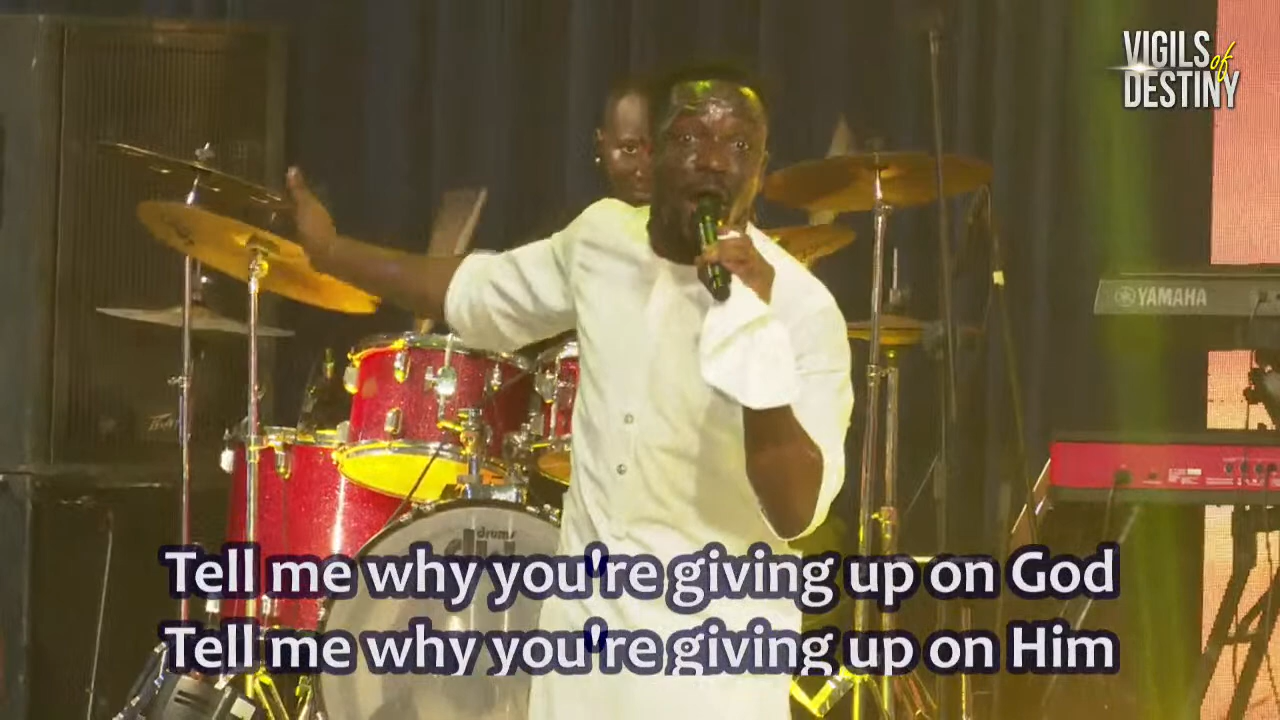 VIGILS of
DESTINY
YAMAHA
drums
Tell me why you're giving up on God
Tell me why you're giving up on Him